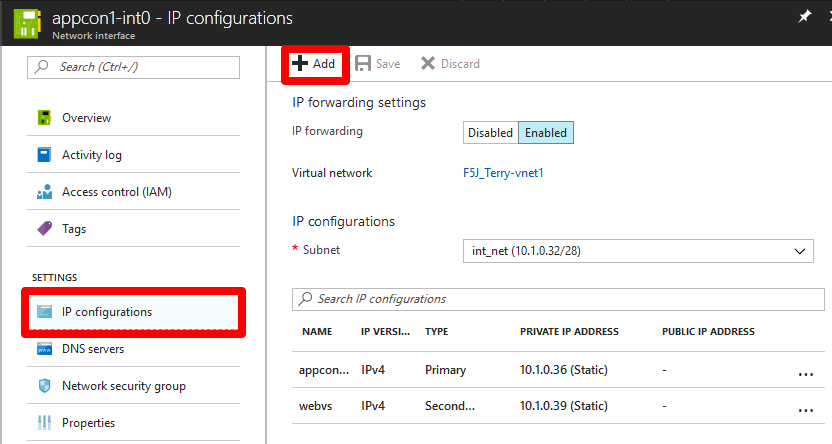 appcon1-int0 - IP configurations
Network interface
Search (Ctrl+/)
Overview
Activity log
Access control (IAM)
Tags
SETTINGS
IP configurations
DNS servers
Network security group
Properties
Add Save Discard
IP forwarding settings
IP forwarding Disabled Enabled
Virtual network F5J_Terry-vnet1
IP configurations
* Subnet int_net (10.1.0.32/28)
Search IP configurations
NAME IP VERSI... TYPE PRIVATE IP ADDRESS PUBLIC IP ADDRESS
appcon... IPv4 Primary 10.1.0.36 (Static) - ...
webvs IPv4 Second... 10.1.0.39 (Static) - ...